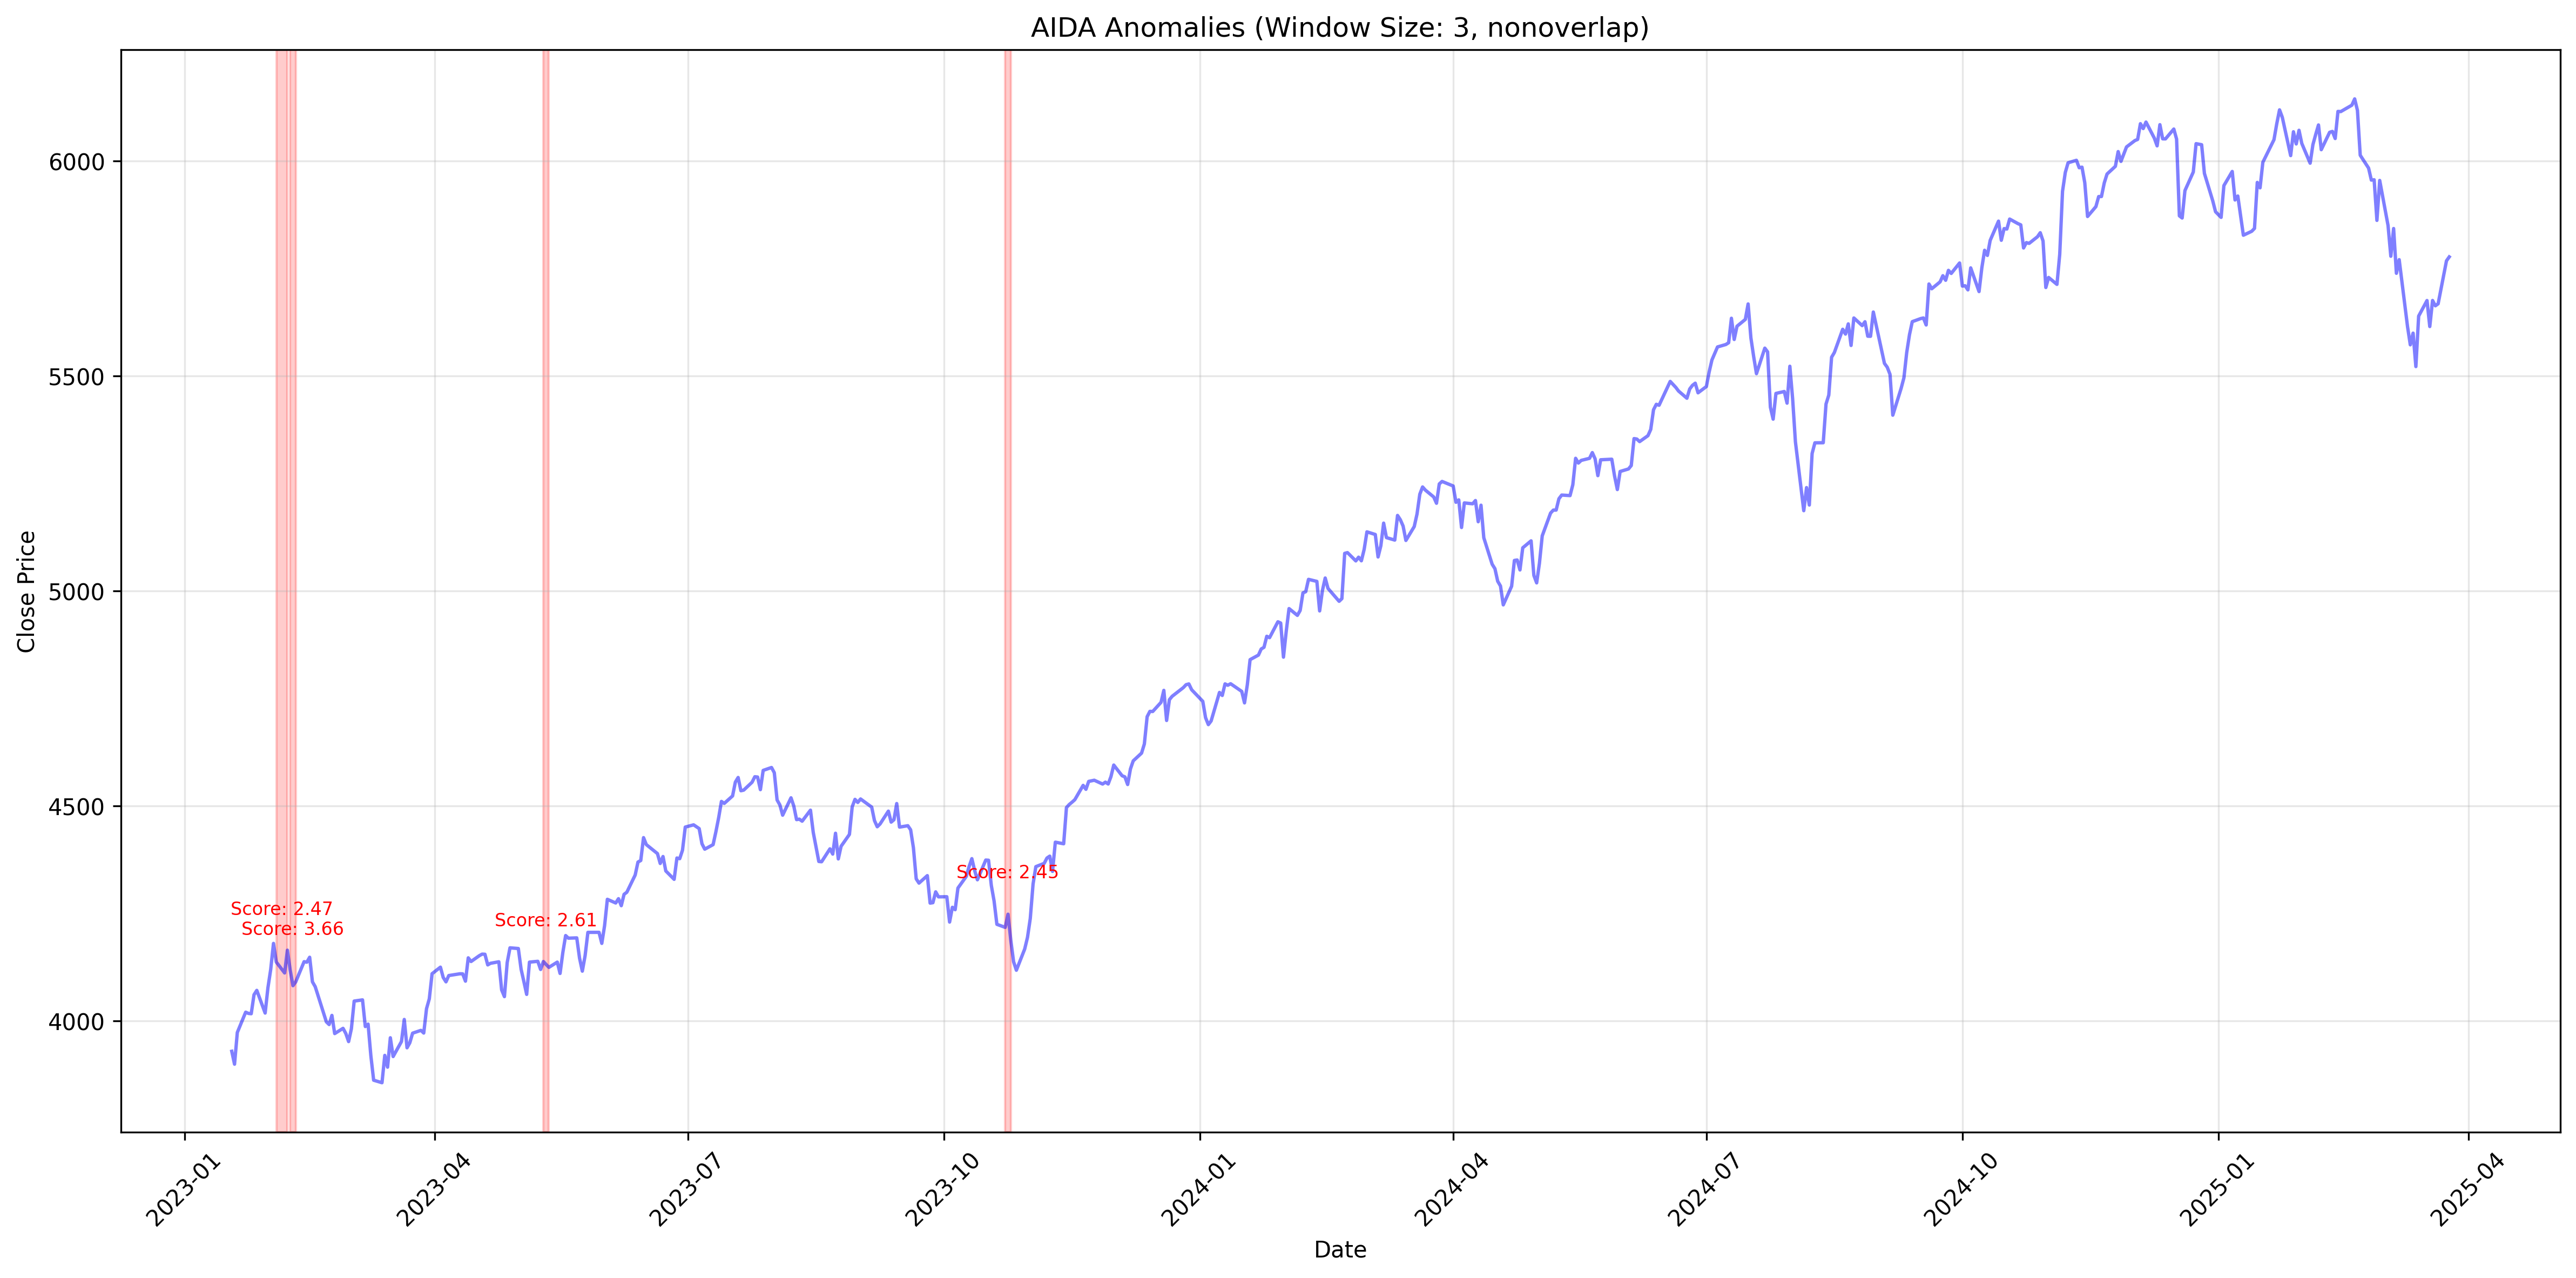 AIDA Anomalies (Window Size: 3, nonoverlap)
Close Price
6000
5500
5000
4500
4000
Score: 2.47
Score: 3.66
Score: 2.61
Score: 2.45
2023-01
2023-04
2023-07
2023-10
2024-01
2024-04
2024-07
2024-10
2025-01
2025-04
Date